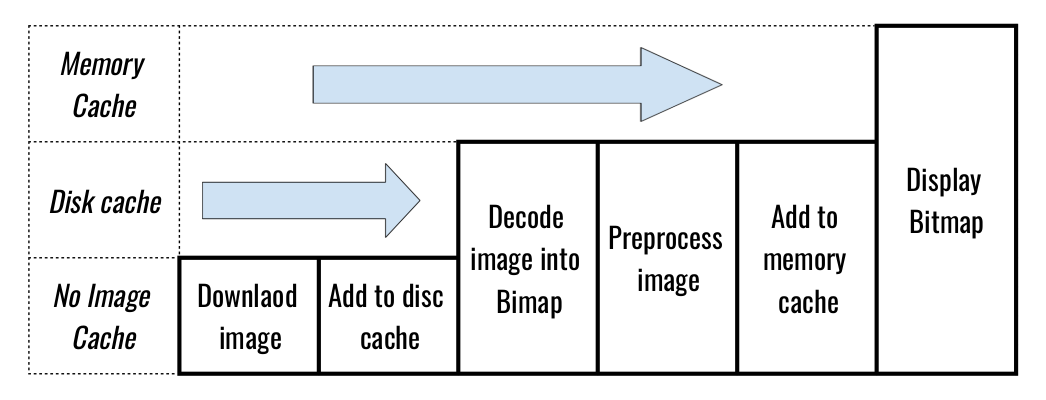 Memory
Cache
Disk cache
No Image
Cache
Downlaod
image
Add to disc
cache
Decode
image into
Bimap
Preprocess
image
Add to
memory
cache
Display
Bitmap